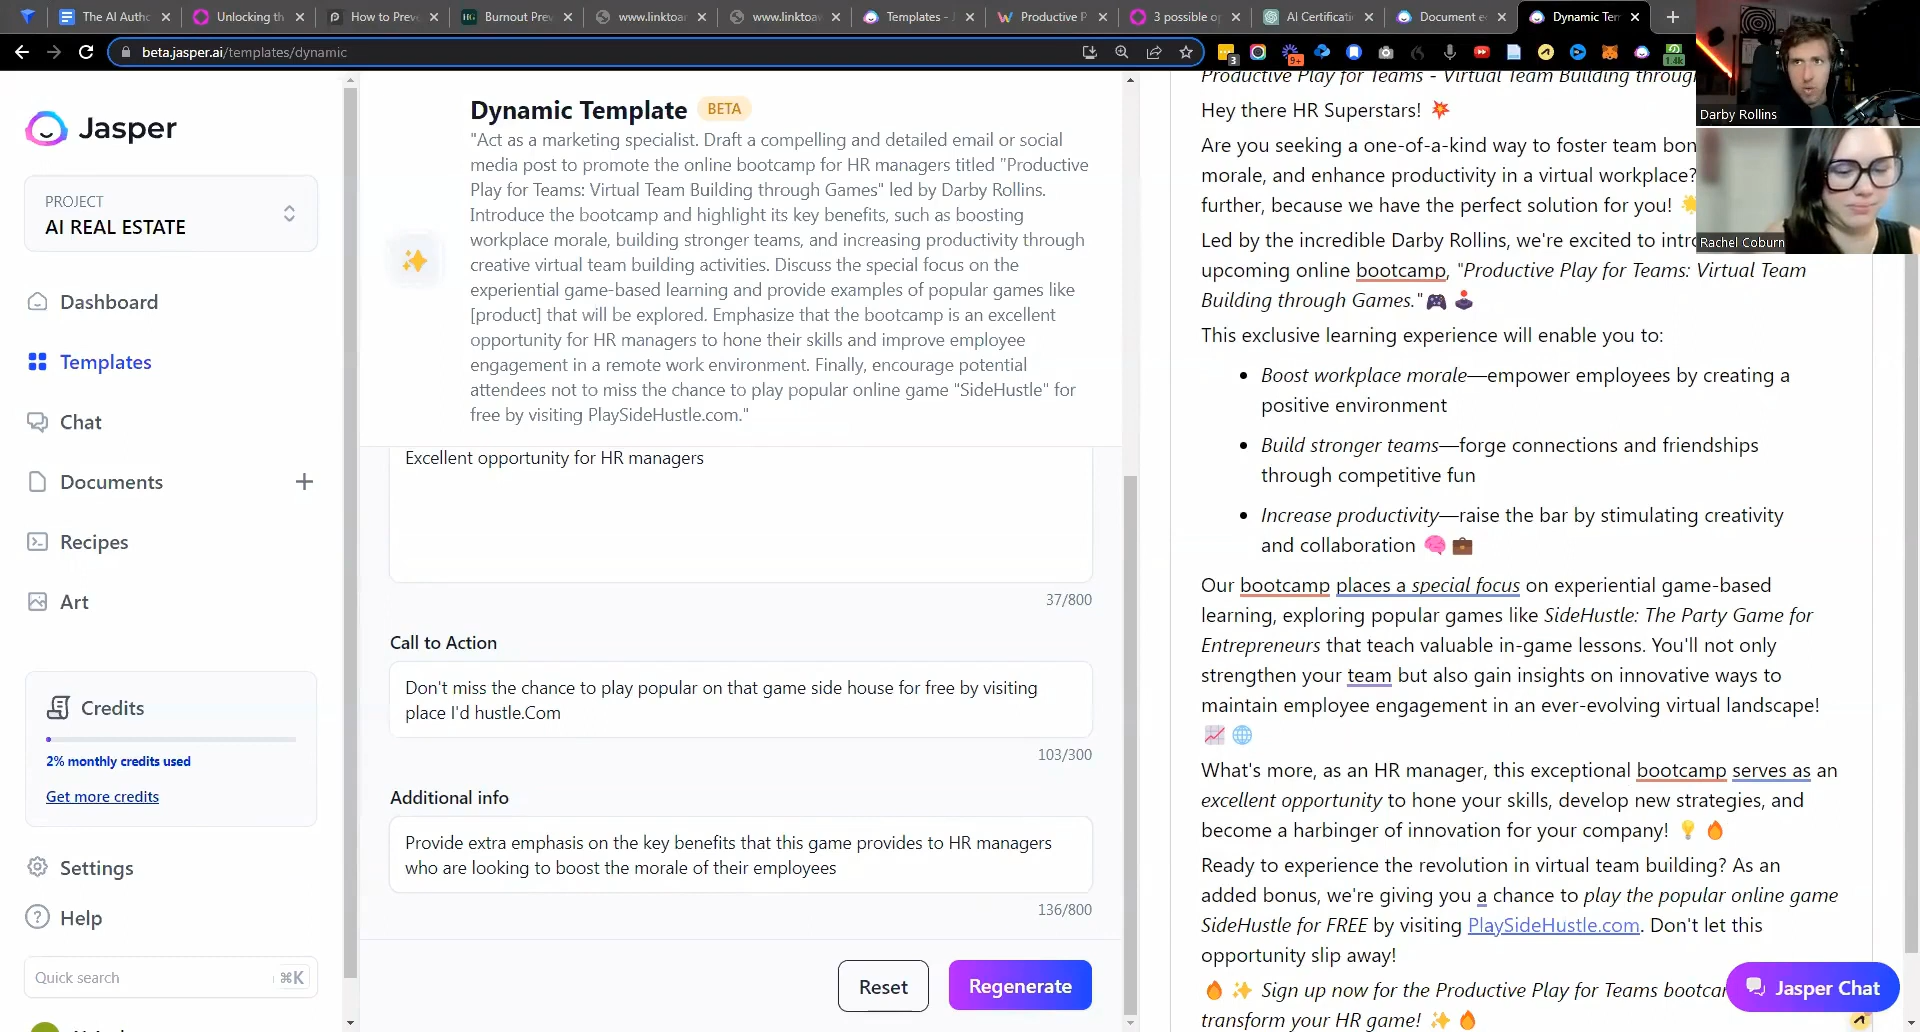 The AI Autho
Unlocking th
How to Preve
Burnout Prev
www.linktoar
www.linktoaw
Templates - J
Productive P
3 possible op
AI Certificati
Document e
Dynamic Tem
beta.jasper.ai/templates/dynamic
3
9+
1.4k
Darby Rollins
Rachel Coburn
Jasper
PROJECT
AI REAL ESTATE
Dashboard
Templates
Chat
Documents
Recipes
Art
Credits
2% monthly credits used
Get more credits
Settings
Help
Quick search
⌘K
Dynamic Template BETA
"Act as a marketing specialist. Draft a compelling and detailed email or social
media post to promote the online bootcamp for HR managers titled "Productive
Play for Teams: Virtual Team Building through Games" led by Darby Rollins.
Introduce the bootcamp and highlight its key benefits, such as boosting
workplace morale, building stronger teams, and increasing productivity through
creative virtual team building activities. Discuss the special focus on the
experiential game-based learning and provide examples of popular games like
[product] that will be explored. Emphasize that the bootcamp is an excellent
opportunity for HR managers to hone their skills and improve employee
engagement in a remote work environment. Finally, encourage potential
attendees not to miss the chance to play popular online game "SideHustle" for
free by visiting PlaySideHustle.com."
Excellent opportunity for HR managers
37/800
Call to Action
Don't miss the chance to play popular on that game side house for free by visiting
place I'd hustle.Com
103/300
Additional info
Provide extra emphasis on the key benefits that this game provides to HR managers
who are looking to boost the morale of their employees
136/800
Reset
Regenerate
Productive Play for Teams - Virtual Team Building throug
Hey there HR Superstars! 💥
Are you seeking a one-of-a-kind way to foster team bon
morale, and enhance productivity in a virtual workplace?
further, because we have the perfect solution for you! 🌟
Led by the incredible Darby Rollins, we're excited to intr
upcoming online bootcamp, "Productive Play for Teams: Virtual Team
Building through Games." 🎮 🕹️
This exclusive learning experience will enable you to:
• Boost workplace morale—empower employees by creating a
positive environment
• Build stronger teams—forge connections and friendships
through competitive fun
• Increase productivity—raise the bar by stimulating creativity
and collaboration 🧠 💼
Our bootcamp places a special focus on experiential game-based
learning, exploring popular games like SideHustle: The Party Game for
Entrepreneurs that teach valuable in-game lessons. You'll not only
strengthen your team but also gain insights on innovative ways to
maintain employee engagement in an ever-evolving virtual landscape!
📈 🌐
What's more, as an HR manager, this exceptional bootcamp serves as an
excellent opportunity to hone your skills, develop new strategies, and
become a harbinger of innovation for your company! 💡 🔥
Ready to experience the revolution in virtual team building? As an
added bonus, we're giving you a chance to play the popular online game
SideHustle for FREE by visiting PlaySideHustle.com. Don't let this
opportunity slip away!
🔥 ✨ Sign up now for the Productive Play for Teams bootcar
transform your HR game! ✨ 🔥
Jasper Chat